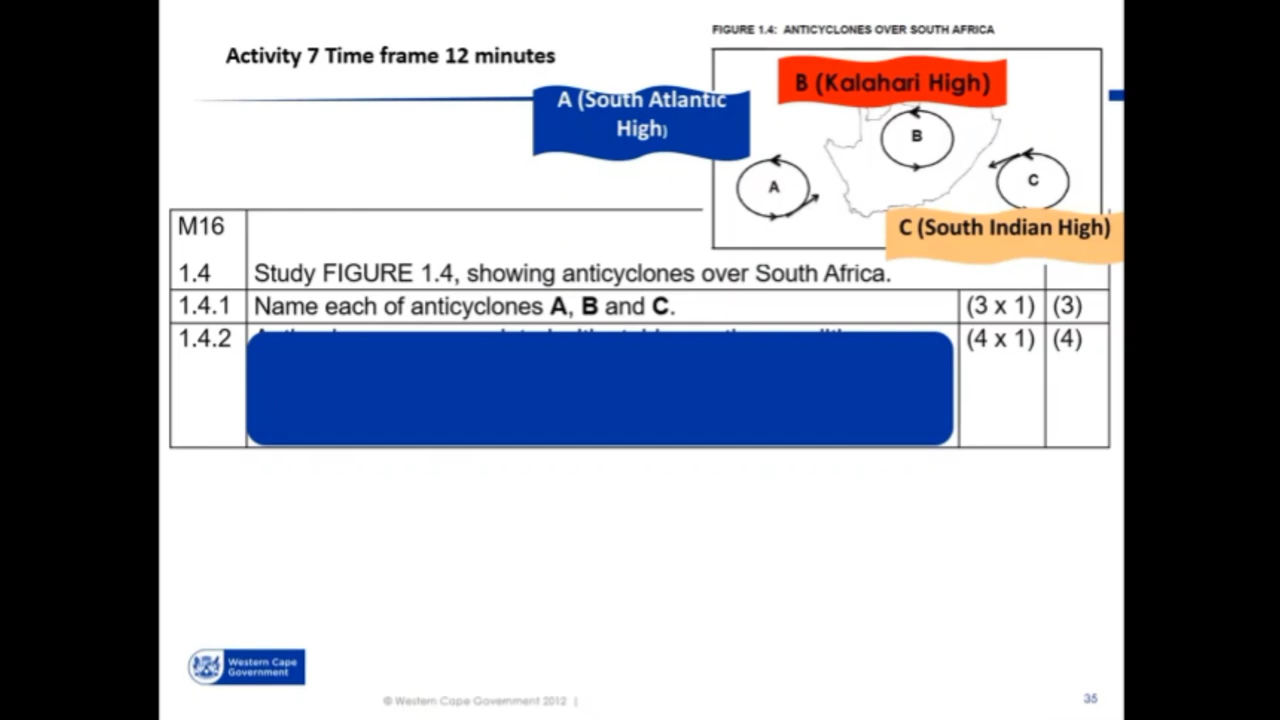 FIGURE 1.4: ANTICYCLONES OVER SOUTH AFRICA
Activity 7 Time frame 12 minutes
B (Kalahari High)
A (South Atlantic
High)
B
A
C
C (South Indian High)
M16
1.4 Study FIGURE 1.4, showing anticyclones over South Africa.
1.4.1 Name each of anticyclones A, B and C. (3 x 1) (3)
1.4.2 (4 x 1) (4)
Western Cape
Government
© Western Cape Government 2012 |
35